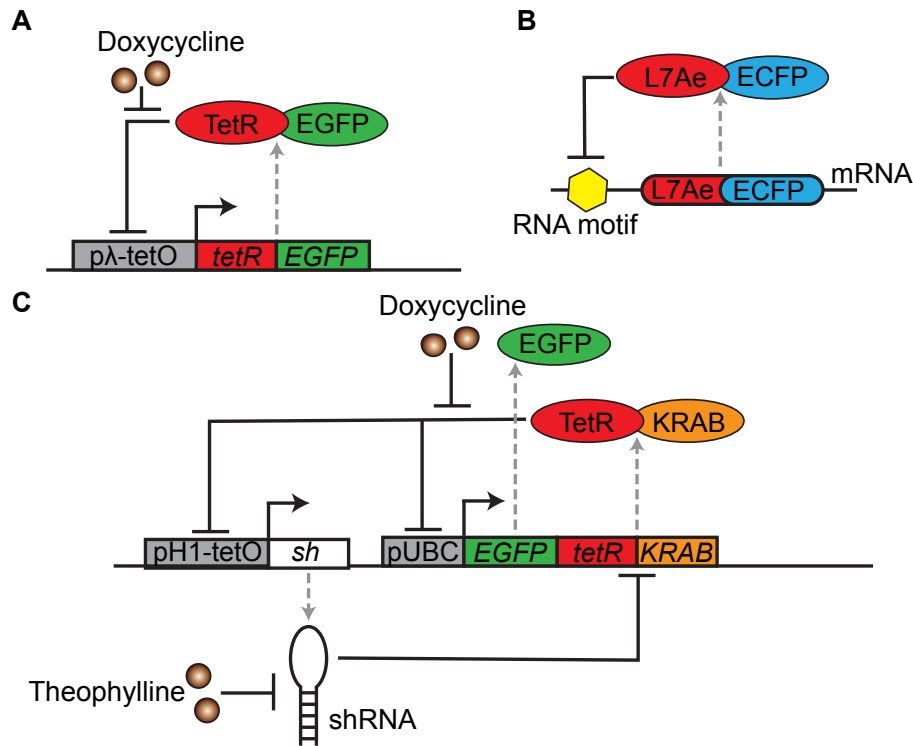 A
Doxycycline
TetR EGFP
pλ-tetO tetR EGFP
B
L7Ae ECFP
L7Ae ECFP mRNA
RNA motif
C
Doxycycline
EGFP
TetR KRAB
pH1-tetO sh pUBC EGFP tetR KRAB
Theophylline
shRNA